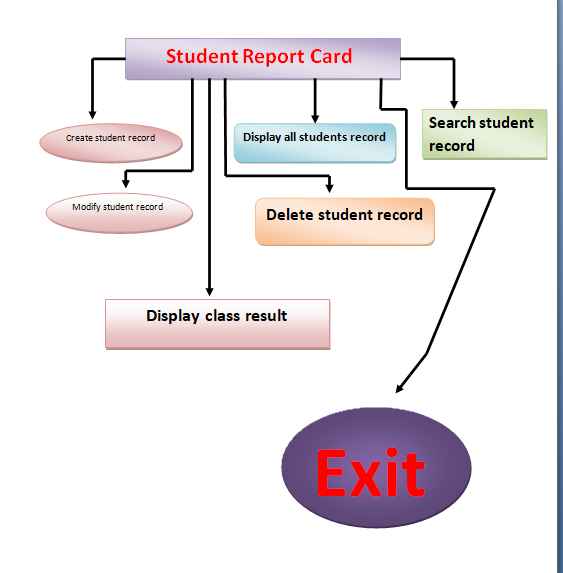 Student Report Card
Create student record
Display all students record
Search student
record
Modify student record
Delete student record
Display class result
Exit